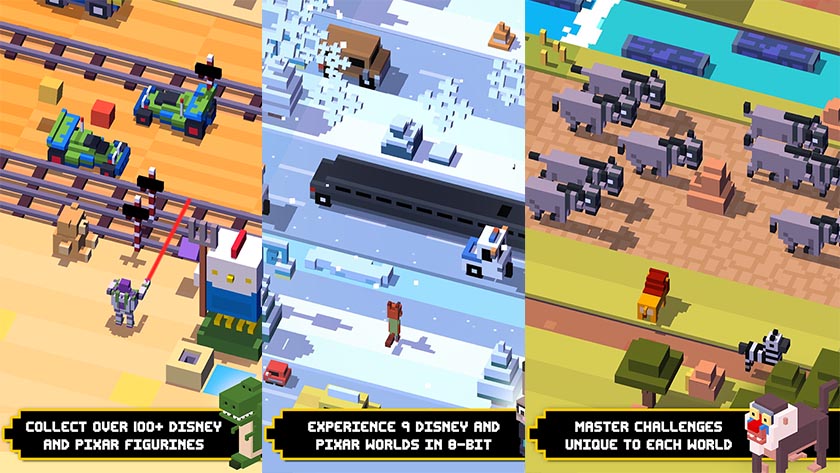 COLLECT OVER 100+ DISNEY
AND PIXAR FIGURINES
EXPERIENCE 9 DISNEY AND
PIXAR WORLDS IN 8-BIT
MASTER CHALLENGES
UNIQUE TO EACH WORLD